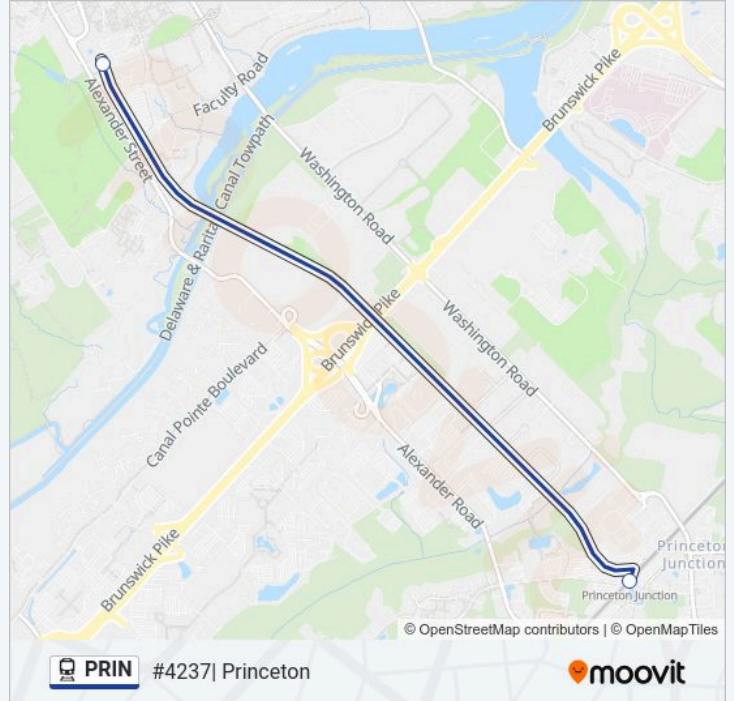 Faculty Road
Brunswick Pike
Alexander Street
Washington Road
Delaware & Raritan Canal Towpath
Brunswick Pike
Washington Road
Canal Pointe Boulevard
Alexander Road
Brunswick Pike
Princeton
Junction
Princeton Junction
© OpenStreetMap contributors | © OpenMapTiles
PRIN #4237| Princeton
moovit